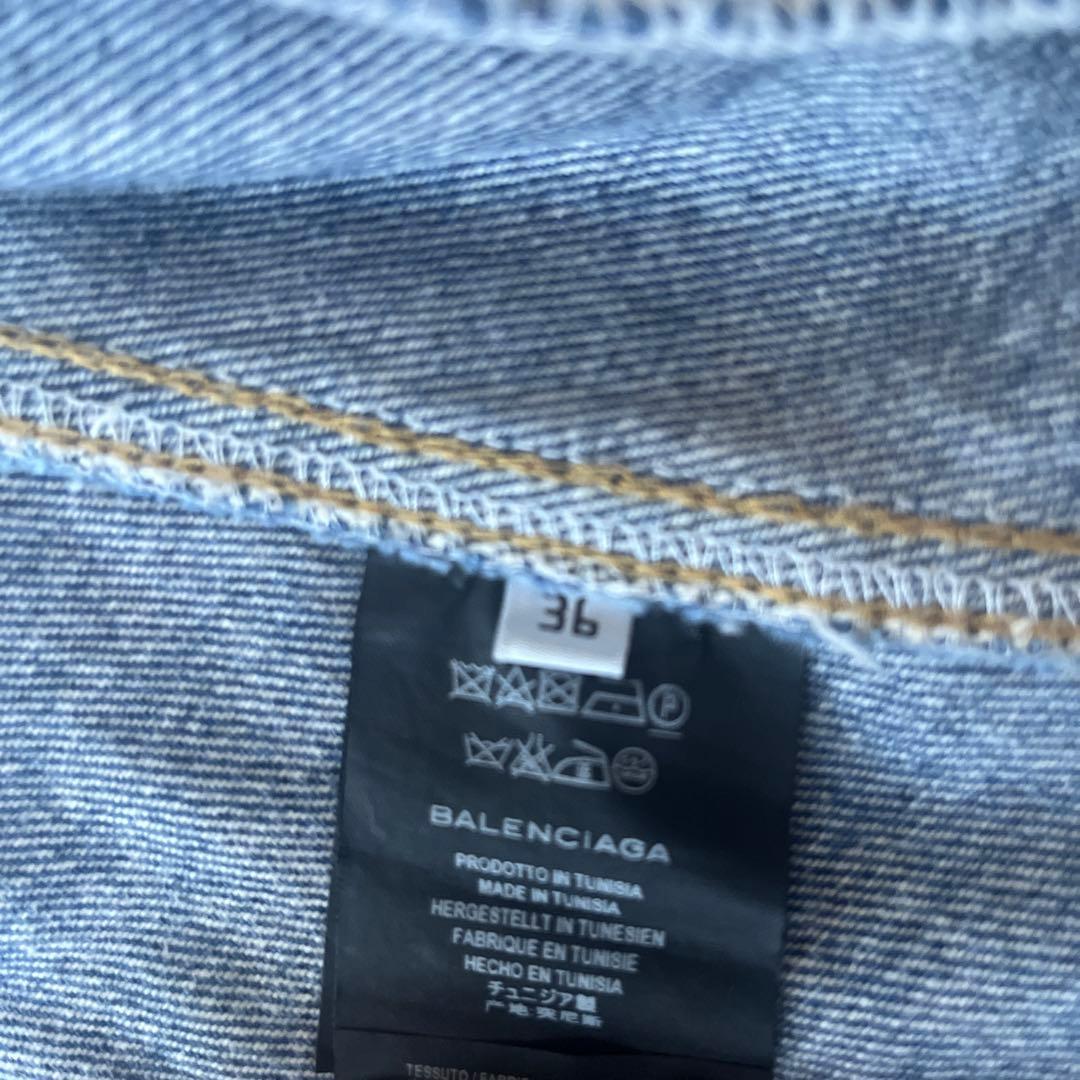 36
BALENCIAGA
PRODOTTO IN TUNISIA
MADE IN TUNISIA
HERGESTELLT IN TUNESIEN
FABRIQUE EN TUNISIE
HECHO EN TUNISIA
チュニジア製
产地突尼斯
TESSUTO /